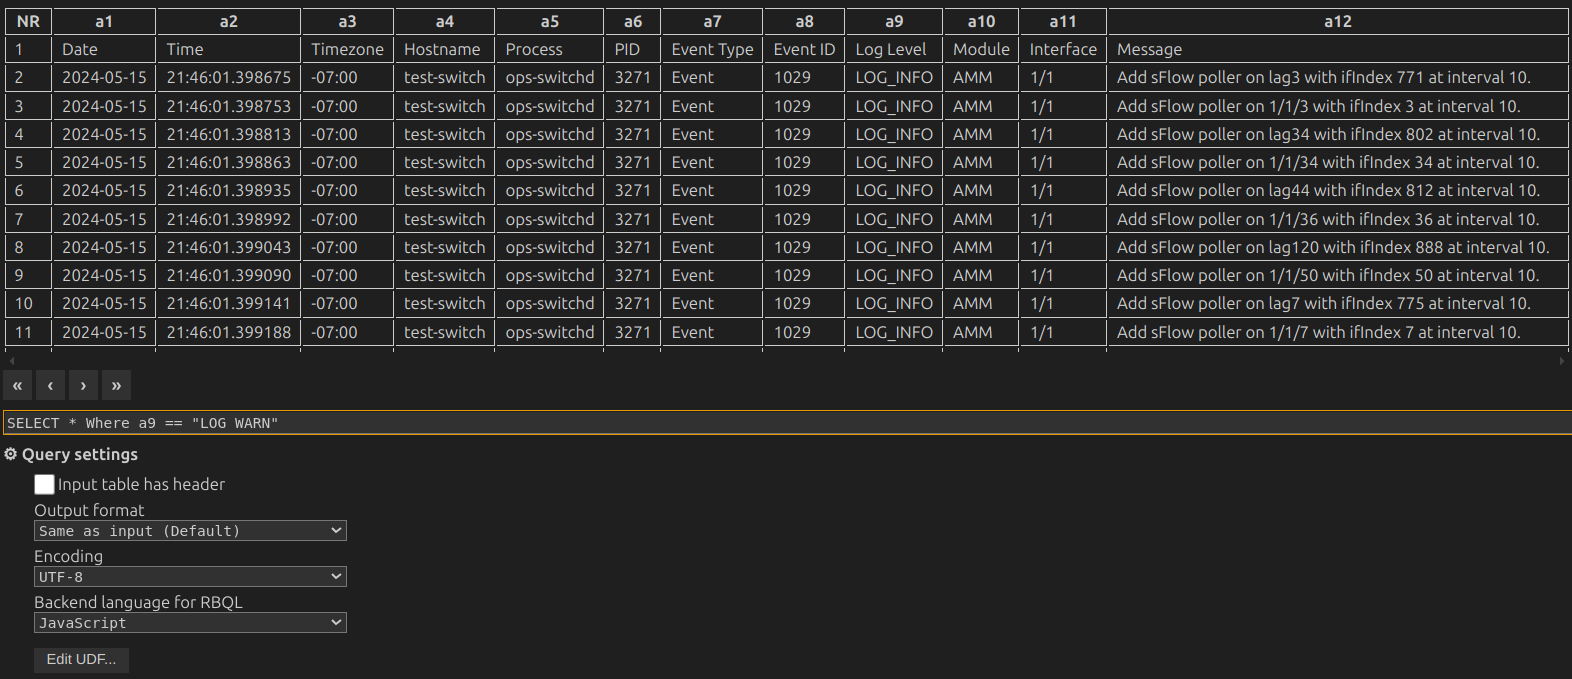 NR a1 a2 a3 a4 a5 a6 a7 a8 a9 a10 a11 a12
1 Date Time Timezone Hostname Process PID Event Type Event ID Log Level Module Interface Message
2 2024-05-15 21:46:01.398675 -07:00 test-switch ops-switchd 3271 Event 1029 LOG_INFO AMM 1/1 Add sFlow poller on lag3 with ifIndex 771 at interval 10.
3 2024-05-15 21:46:01.398753 -07:00 test-switch ops-switchd 3271 Event 1029 LOG_INFO AMM 1/1 Add sFlow poller on 1/1/3 with ifIndex 3 at interval 10.
4 2024-05-15 21:46:01.398813 -07:00 test-switch ops-switchd 3271 Event 1029 LOG_INFO AMM 1/1 Add sFlow poller on lag34 with ifIndex 802 at interval 10.
5 2024-05-15 21:46:01.398863 -07:00 test-switch ops-switchd 3271 Event 1029 LOG_INFO AMM 1/1 Add sFlow poller on 1/1/34 with ifIndex 34 at interval 10.
6 2024-05-15 21:46:01.398935 -07:00 test-switch ops-switchd 3271 Event 1029 LOG_INFO AMM 1/1 Add sFlow poller on lag44 with ifIndex 812 at interval 10.
7 2024-05-15 21:46:01.398992 -07:00 test-switch ops-switchd 3271 Event 1029 LOG_INFO AMM 1/1 Add sFlow poller on 1/1/36 with ifIndex 36 at interval 10.
8 2024-05-15 21:46:01.399043 -07:00 test-switch ops-switchd 3271 Event 1029 LOG_INFO AMM 1/1 Add sFlow poller on lag120 with ifIndex 888 at interval 10.
9 2024-05-15 21:46:01.399090 -07:00 test-switch ops-switchd 3271 Event 1029 LOG_INFO AMM 1/1 Add sFlow poller on 1/1/50 with ifIndex 50 at interval 10.
10 2024-05-15 21:46:01.399141 -07:00 test-switch ops-switchd 3271 Event 1029 LOG_INFO AMM 1/1 Add sFlow poller on lag7 with ifIndex 775 at interval 10.
11 2024-05-15 21:46:01.399188 -07:00 test-switch ops-switchd 3271 Event 1029 LOG_INFO AMM 1/1 Add sFlow poller on 1/1/7 with ifIndex 7 at interval 10.
« ‹ › »
SELECT * Where a9 == "LOG WARN"
⚙ Query settings
Input table has header
Output format
Same as input (Default)
Encoding
UTF-8
Backend language for RBQL
JavaScript
Edit UDF...